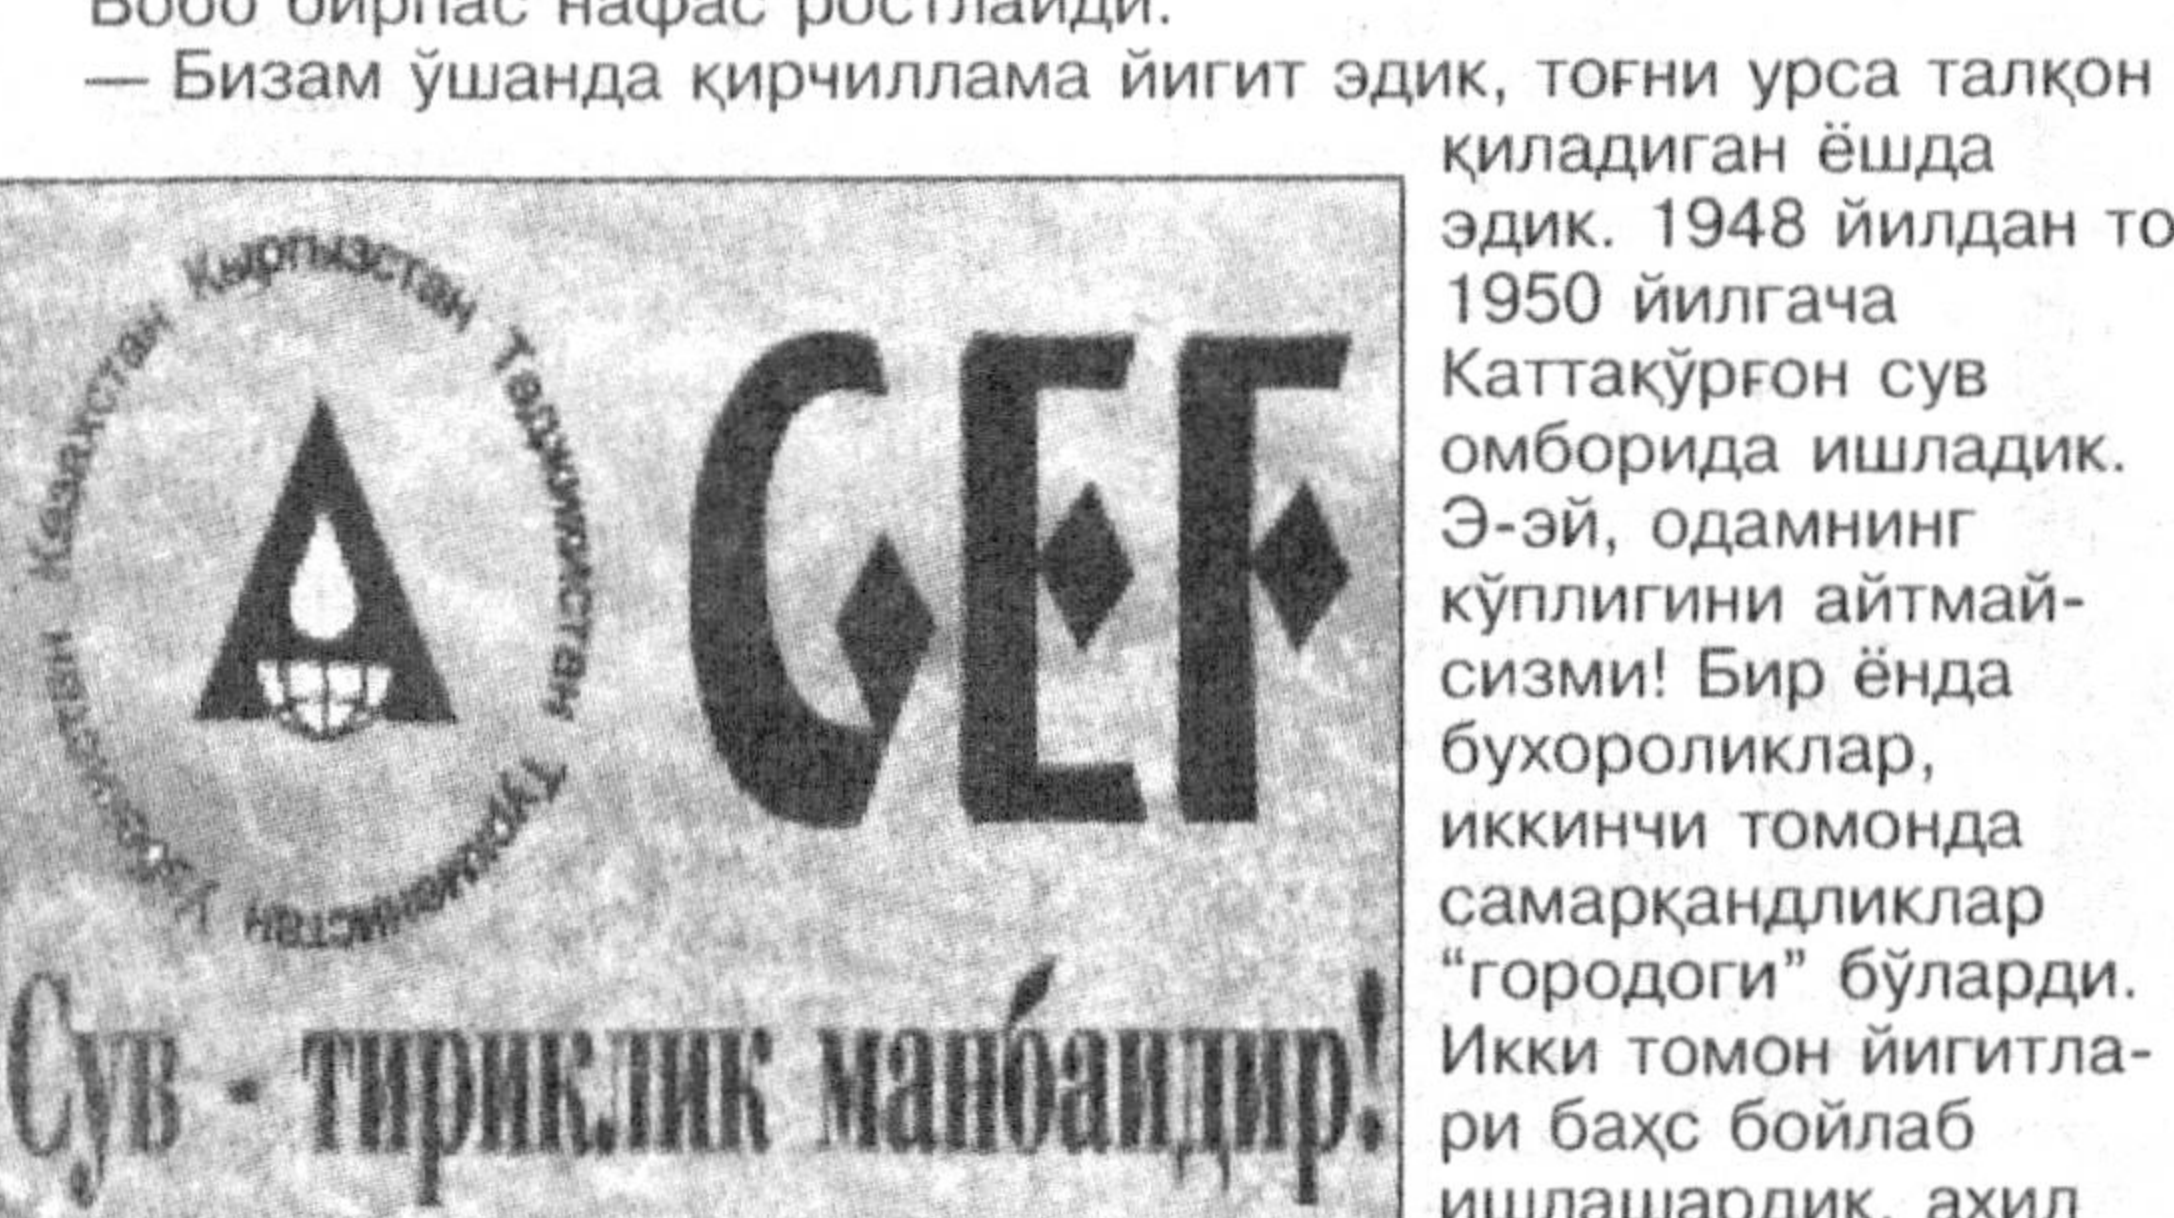 Бобо бирпас нафас ростлайди.
— Бизам ўшанда қирчиллама йигит эдик, тоғни урса талқон
қиладиган ёшда
эдик. 1948 йилдан то
1950 йилгача
Каттақўрғон сув
омборида ишладик.
Э-эй, одамнинг
кўплигини айтмай-
сизми! Бир ёнда
бухороликлар,
иккинчи томонда
самарқандликлар
“городоги” бўларди.
Икки томон йигитла-
ри баҳс бойлаб
ишлашардик, аҳил
Казахстан Кыргызстан Таджикистан Туркменистан Узбекистан
GEF
Сув - тириклик манбаидир!